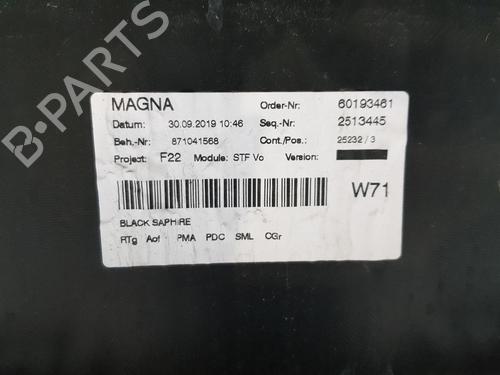 MAGNA Order-Nr: 60193461
Datum: 30.09.2019 10:46 Seq.-Nr: 2513445
Beh.-Nr: 871041568 Cont./Pos.: 25232 / 3
Project: F22 Module: STF Vo Version:
W71
BLACK SAPHIRE
RTg Aof PMA PDC SML CGr